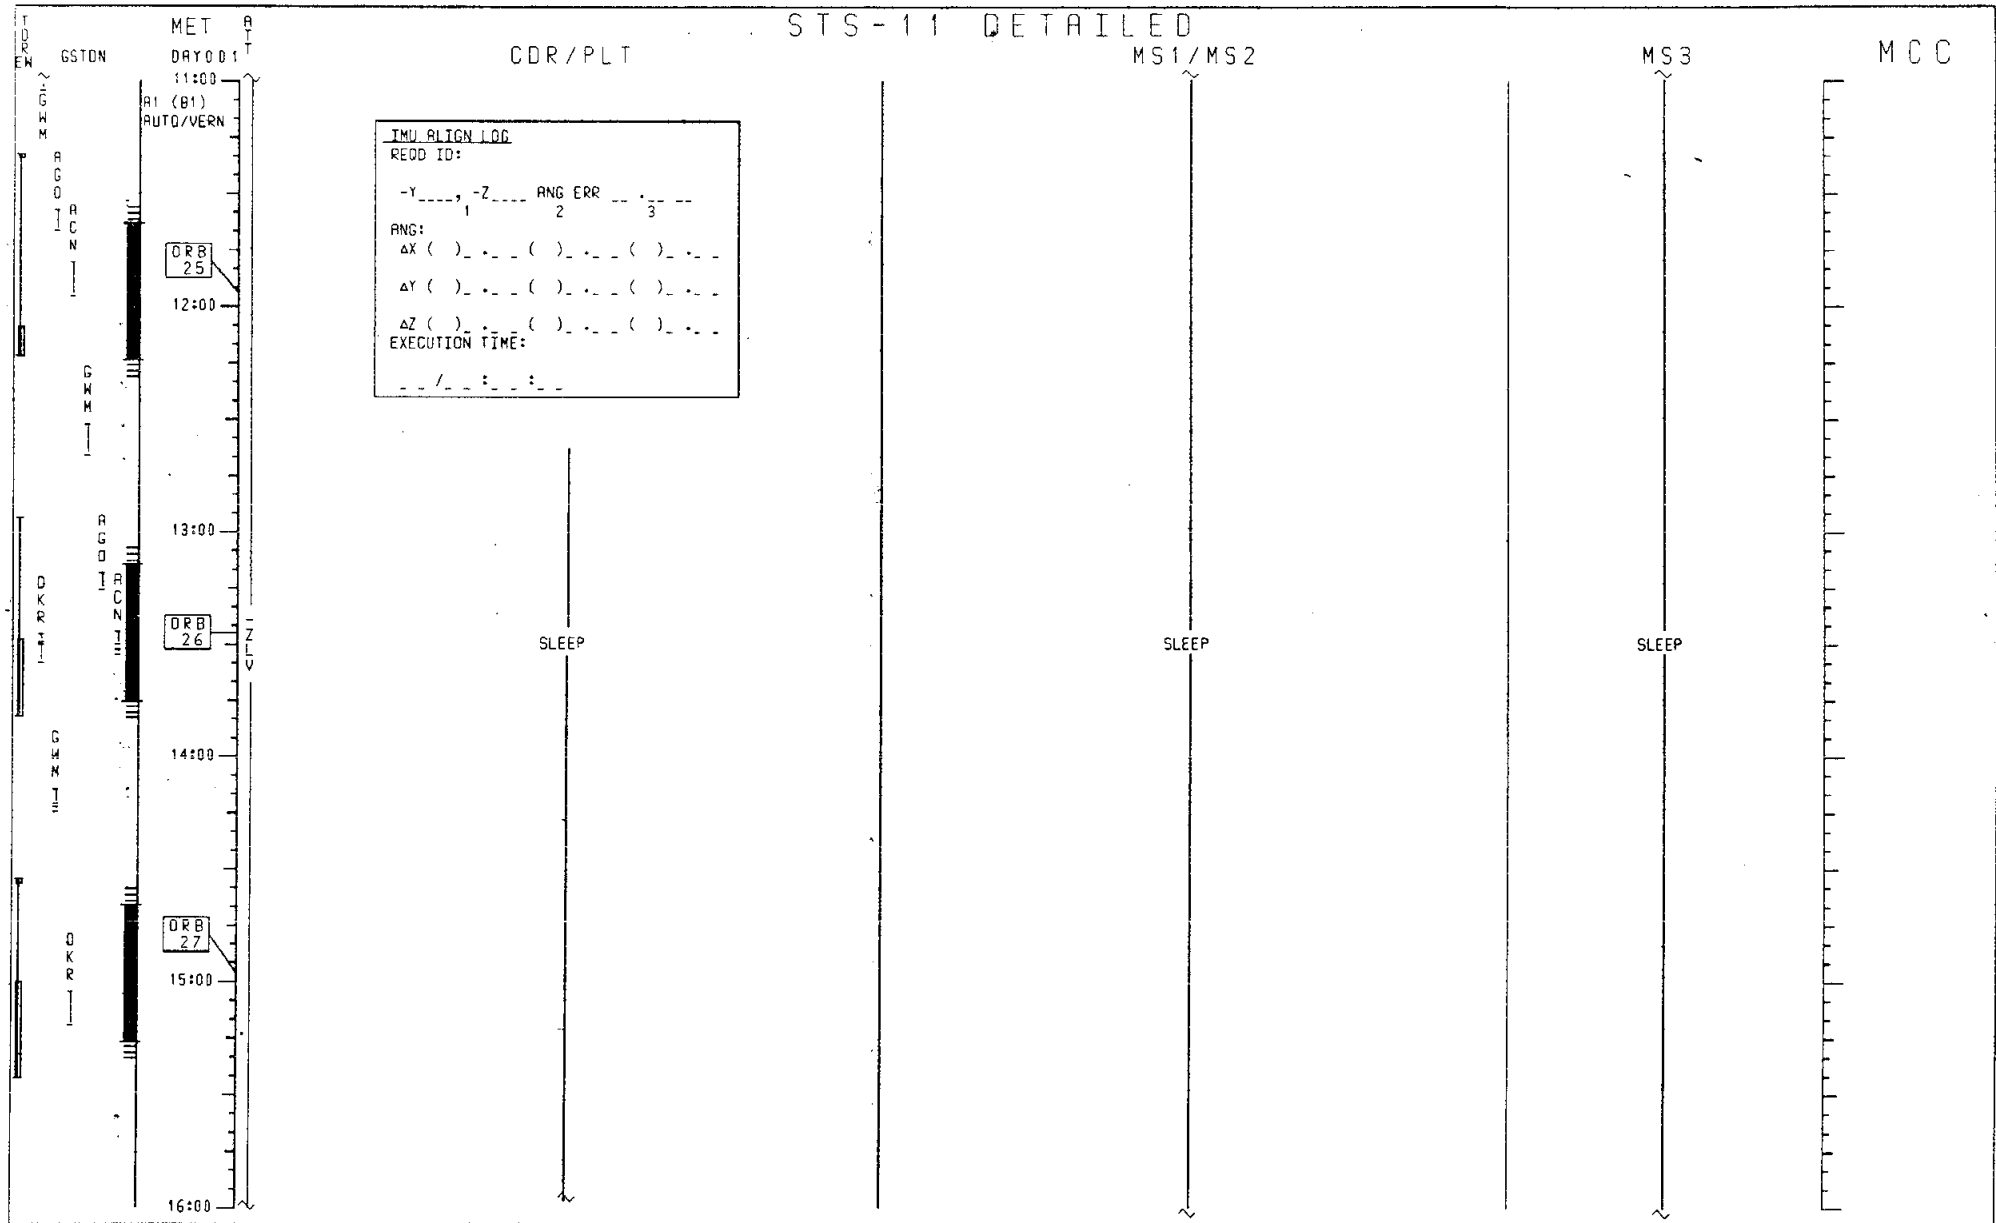 STS-11 DETAILED
TDRS EW
GSTDN
MET
DAY001
ATT
CDR/PLT
MS1/MS2
MS3
MCC
11:00
A1 (B1)
AUTO/VERN
GWM
AGO
ACN
ORB
25
12:00
GWM
13:00
AGO
ACN
DKR
ORB
26
-ZLV
GWM
14:00
ORB
27
DKR
15:00
16:00
IMU ALIGN LOG
REQD ID:
-Y____, -Z____ ANG ERR __ .__ __
1 2 3
ANG:
ΔX ( )_ ._ _ ( )_ ._ _ ( )_ ._ _
ΔY ( )_ ._ _ ( )_ ._ _ ( )_ ._ _
ΔZ ( )_ ._ _ ( )_ ._ _ ( )_ ._ _
EXECUTION TIME:
_ _ /_ _ :_ _ :_ _
SLEEP
SLEEP
SLEEP